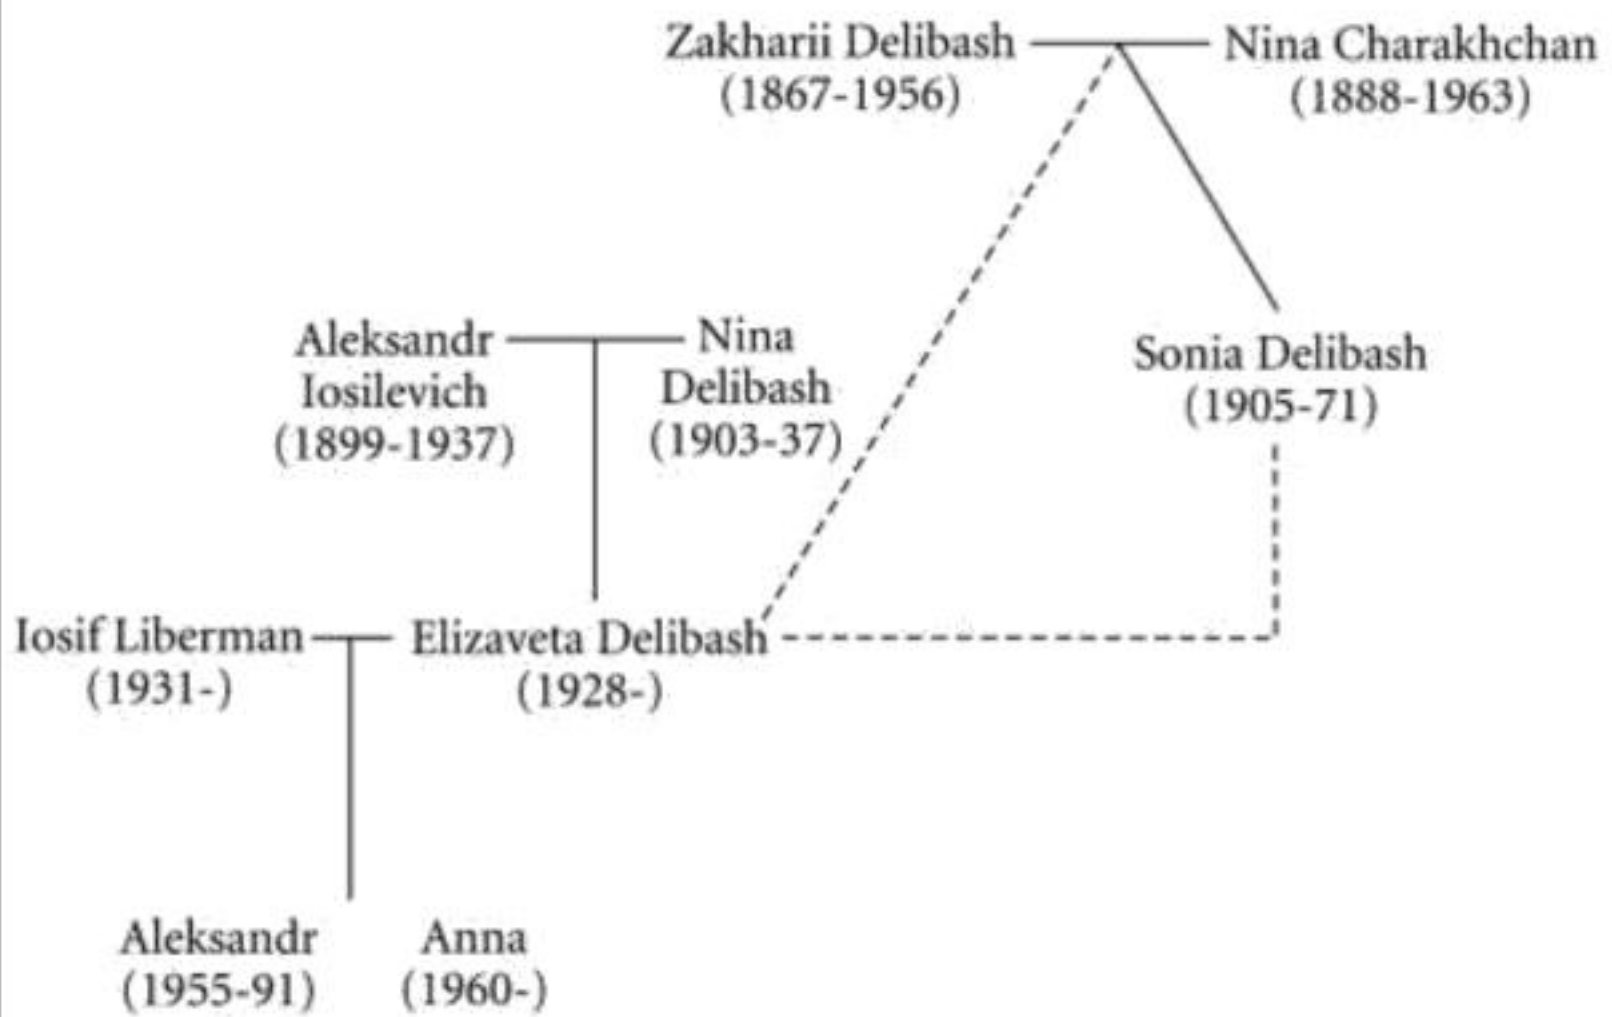 Zakharii Delibash
(1867-1956)
Nina Charakhchan
(1888-1963)
Aleksandr
Iosilevich
(1899-1937)
Nina
Delibash
(1903-37)
Sonia Delibash
(1905-71)
Iosif Liberman
(1931-)
Elizaveta Delibash
(1928-)
Aleksandr
(1955-91)
Anna
(1960-)